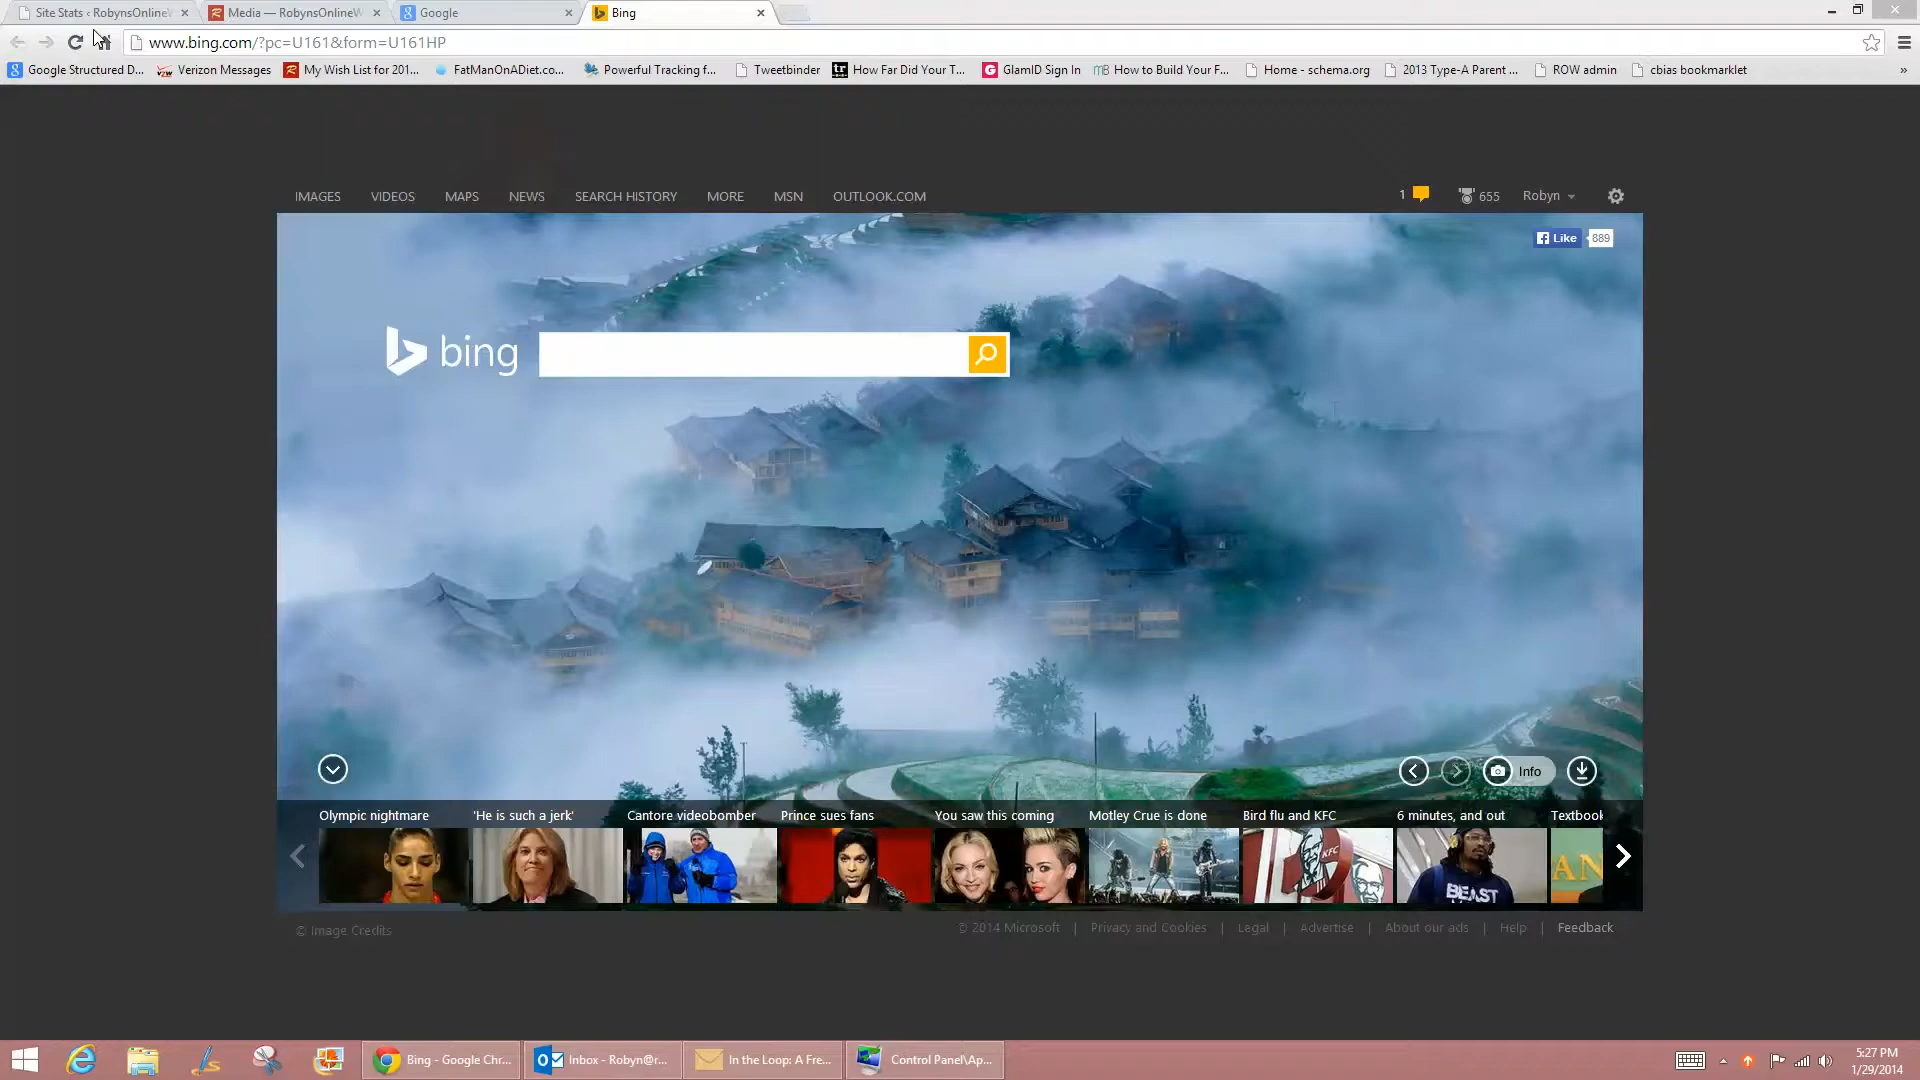 Site Stats ‹ RobynsOnlineW
Media — RobynsOnlineW
Google
Bing
www.bing.com/?pc=U161&form=U161HP
Google Structured D...
Verizon Messages
My Wish List for 201...
FatManOnADiet.co...
Powerful Tracking f...
Tweetbinder
How Far Did Your T...
GlamID Sign In
How to Build Your F...
Home - schema.org
2013 Type-A Parent ...
ROW admin
cbias bookmarklet
»
IMAGES
VIDEOS
MAPS
NEWS
SEARCH HISTORY
MORE
MSN
OUTLOOK.COM
1
655
Robyn
Like
889
bing
Info
Olympic nightmare
'He is such a jerk'
Cantore videobomber
Prince sues fans
You saw this coming
Motley Crue is done
Bird flu and KFC
6 minutes, and out
Textbook
KFC
BEAST
AN
© Image Credits
© 2014 Microsoft | Privacy and Cookies | Legal | Advertise | About our ads | Help | Feedback
Bing - Google Chr...
Inbox - Robyn@r...
In the Loop: A Fre...
Control Panel\Ap...
5:27 PM
1/29/2014